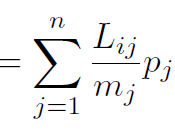 = \sum_{j=1}^{n} \frac{L_{ij}}{m_j} p_j